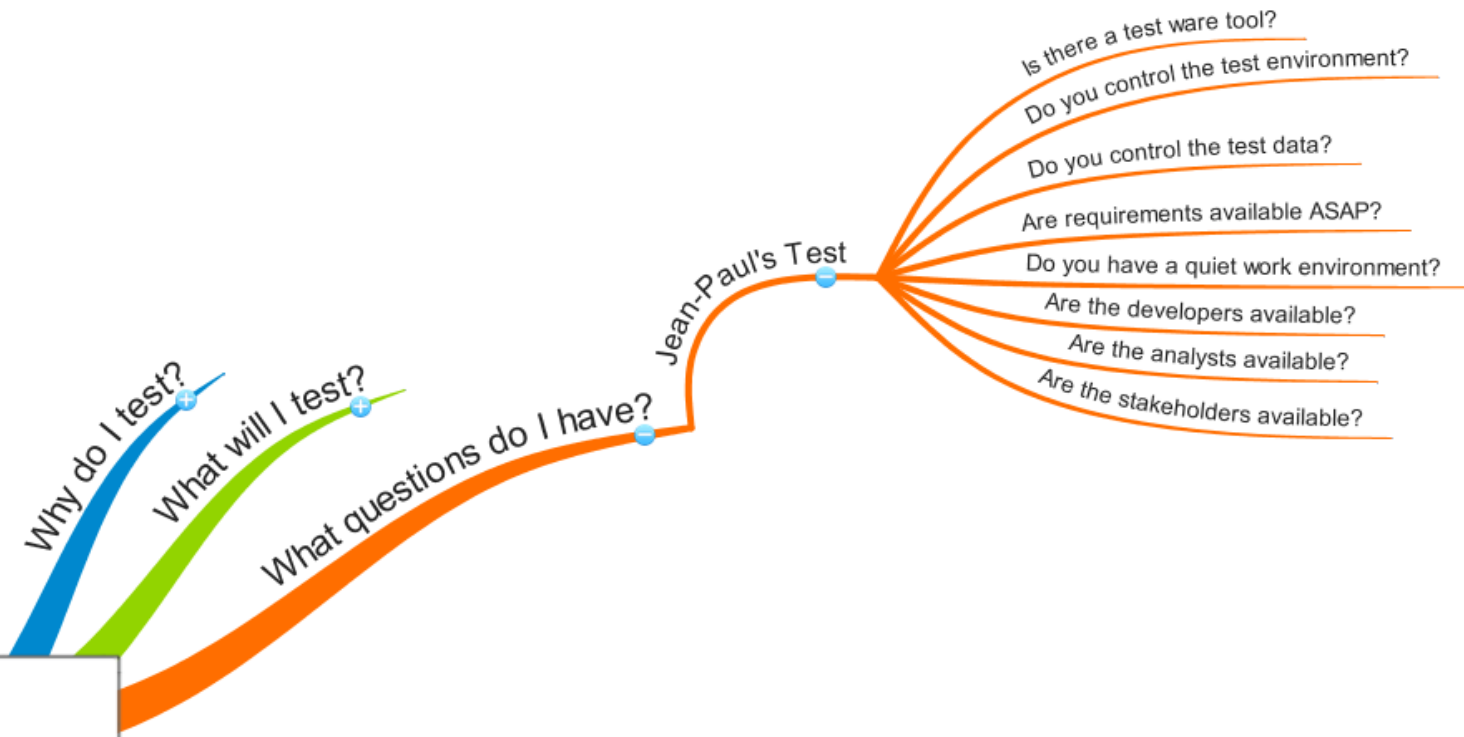 Why do I test?
What will I test?
What questions do I have?
Jean-Paul's Test
Is there a test ware tool?
Do you control the test environment?
Do you control the test data?
Are requirements available ASAP?
Do you have a quiet work environment?
Are the developers available?
Are the analysts available?
Are the stakeholders available?